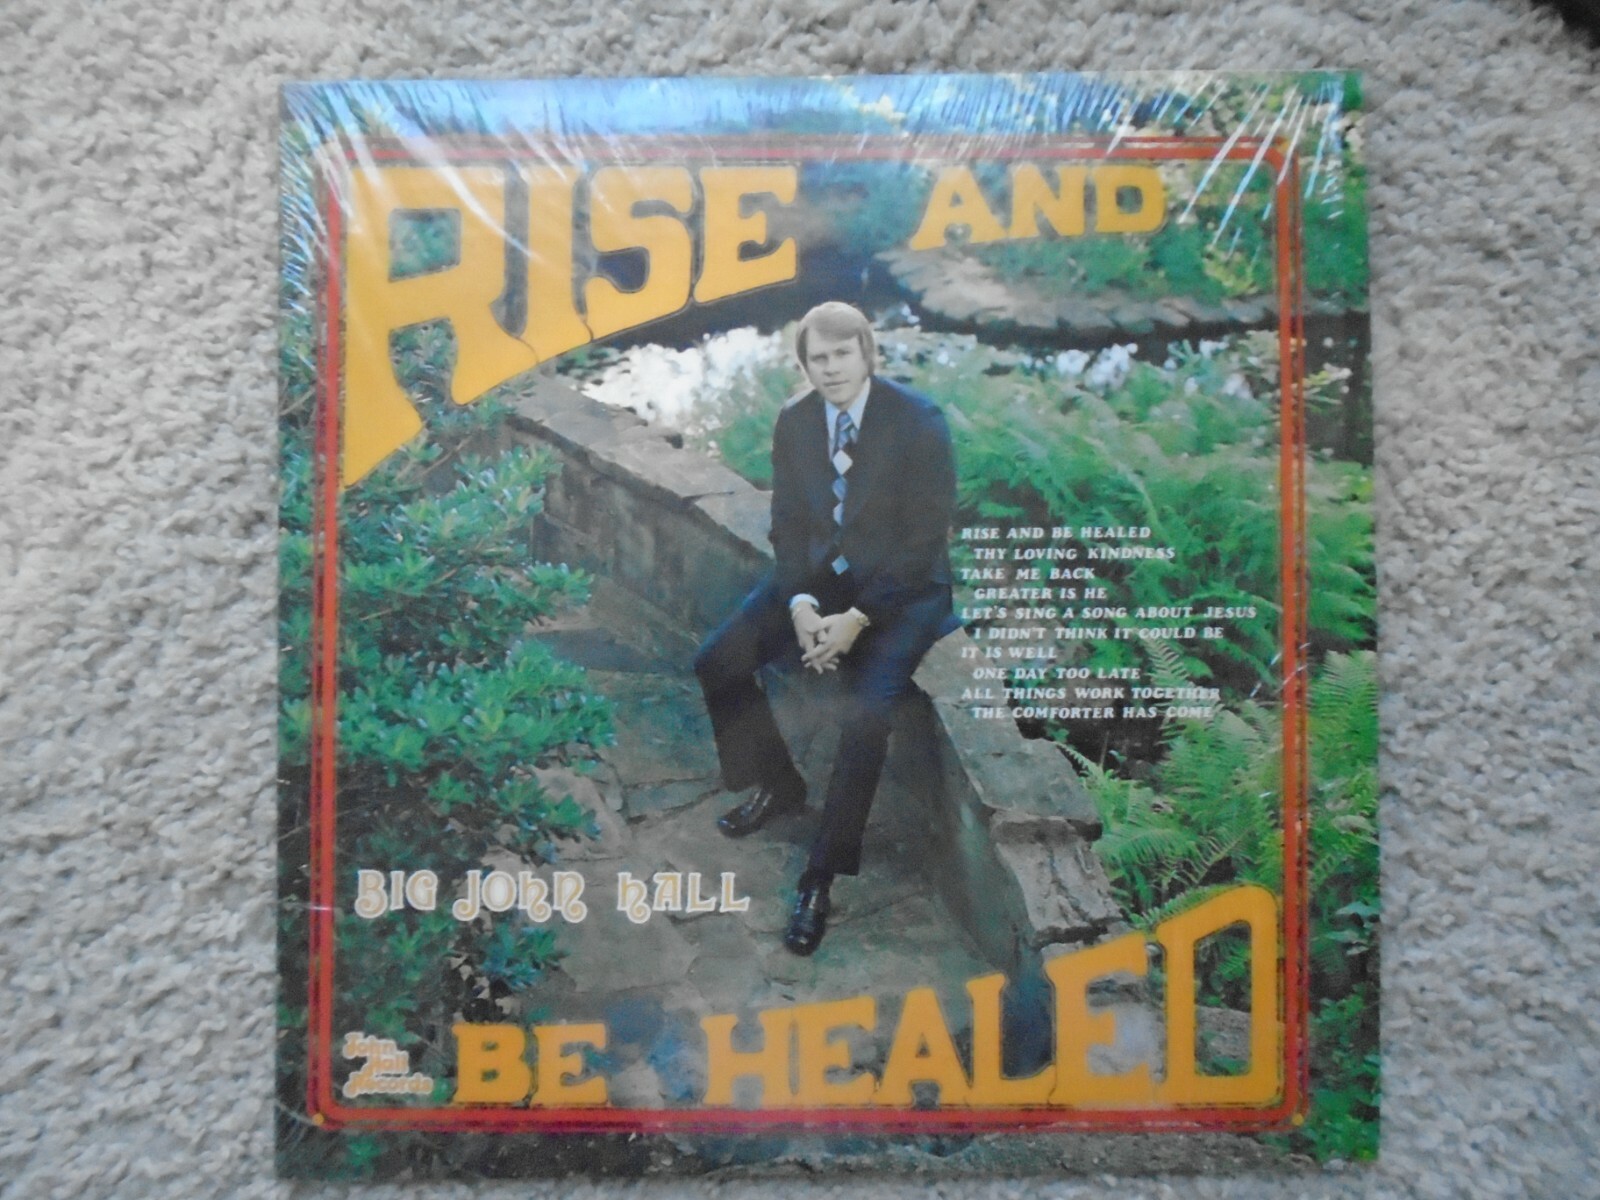 RISE AND
RISE AND BE HEALED
THY LOVING KINDNESS
TAKE ME BACK
GREATER IS HE
LET'S SING A SONG ABOUT JESUS
I DIDN'T THINK IT COULD BE
IT IS WELL
ONE DAY TOO LATE
ALL THINGS WORK TOGETHER
THE COMFORTER HAS COME
BIG JOHN HALL
BE HEALED
John
Hall
Records